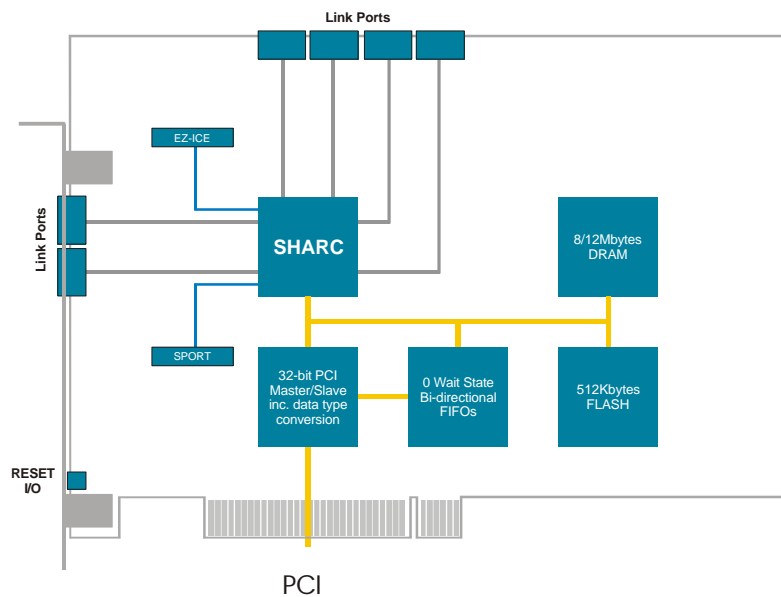 Link Ports
EZ-ICE
Link Ports
SHARC
8/12Mbytes
DRAM
SPORT
32-bit PCI
Master/Slave
inc. data type
conversion
0 Wait State
Bi-directional
FIFOs
512Kbytes
FLASH
RESET
I/O
PCI